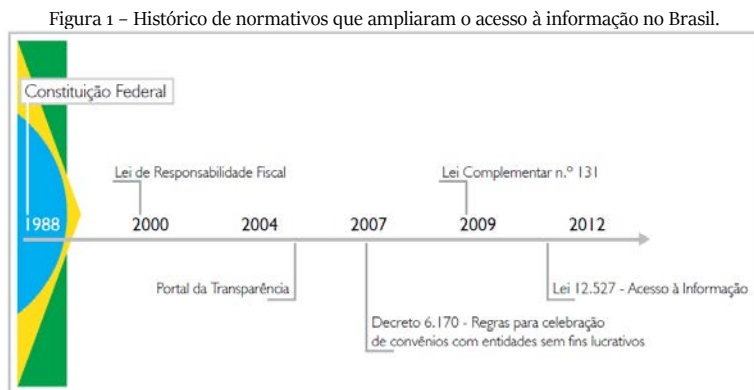 Figura 1 – Histórico de normativos que ampliaram o acesso à informação no Brasil.
Constituição Federal
Lei de Responsabilidade Fiscal
Lei Complementar n.º 131
1988 2000 2004 2007 2009 2012
Portal da Transparência
Lei 12.527 - Acesso à Informação
Decreto 6.170 - Regras para celebração
de convênios com entidades sem fins lucrativos